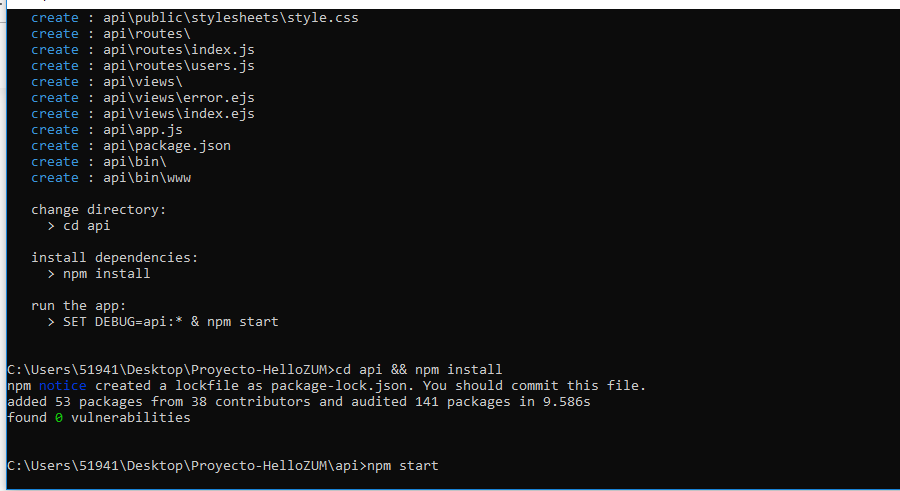 create : api\public\stylesheets\style.css
create : api\routes\
create : api\routes\index.js
create : api\routes\users.js
create : api\views\
create : api\views\error.ejs
create : api\views\index.ejs
create : api\app.js
create : api\package.json
create : api\bin\
create : api\bin\www
change directory:
> cd api
install dependencies:
> npm install
run the app:
> SET DEBUG=api:* & npm start
C:\Users\51941\Desktop\Proyecto-HelloZUM>cd api && npm install
npm notice created a lockfile as package-lock.json. You should commit this file.
added 53 packages from 38 contributors and audited 141 packages in 9.586s
found 0 vulnerabilities
C:\Users\51941\Desktop\Proyecto-HelloZUM\api>npm start